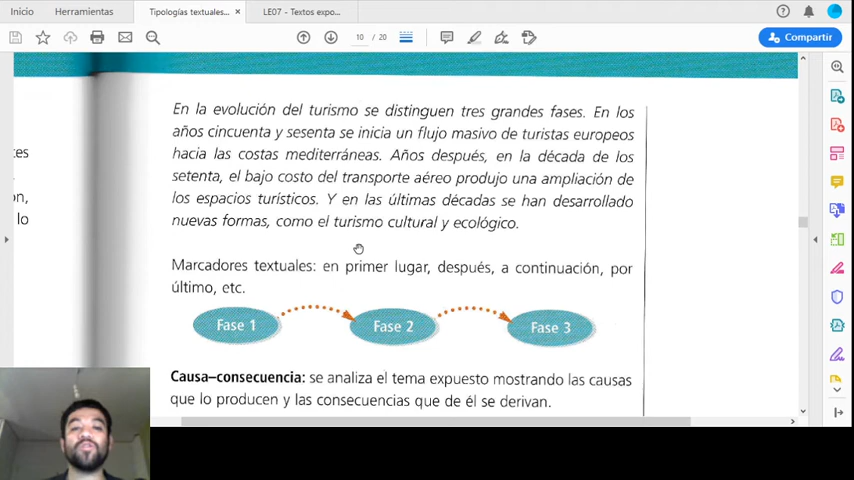 Inicio
Herramientas
Tipologías textuales... ×
LE07 - Textos expo...
10 / 20
Compartir
En la evolución del turismo se distinguen tres grandes fases. En los
años cincuenta y sesenta se inicia un flujo masivo de turistas europeos
hacia las costas mediterráneas. Años después, en la década de los
setenta, el bajo costo del transporte aéreo produjo una ampliación de
los espacios turísticos. Y en las últimas décadas se han desarrollado
nuevas formas, como el turismo cultural y ecológico.
tes
on,
lo
Marcadores textuales: en primer lugar, después, a continuación, por
último, etc.
Fase 1
Fase 2
Fase 3
Causa–consecuencia: se analiza el tema expuesto mostrando las causas
que lo producen y las consecuencias que de él se derivan.